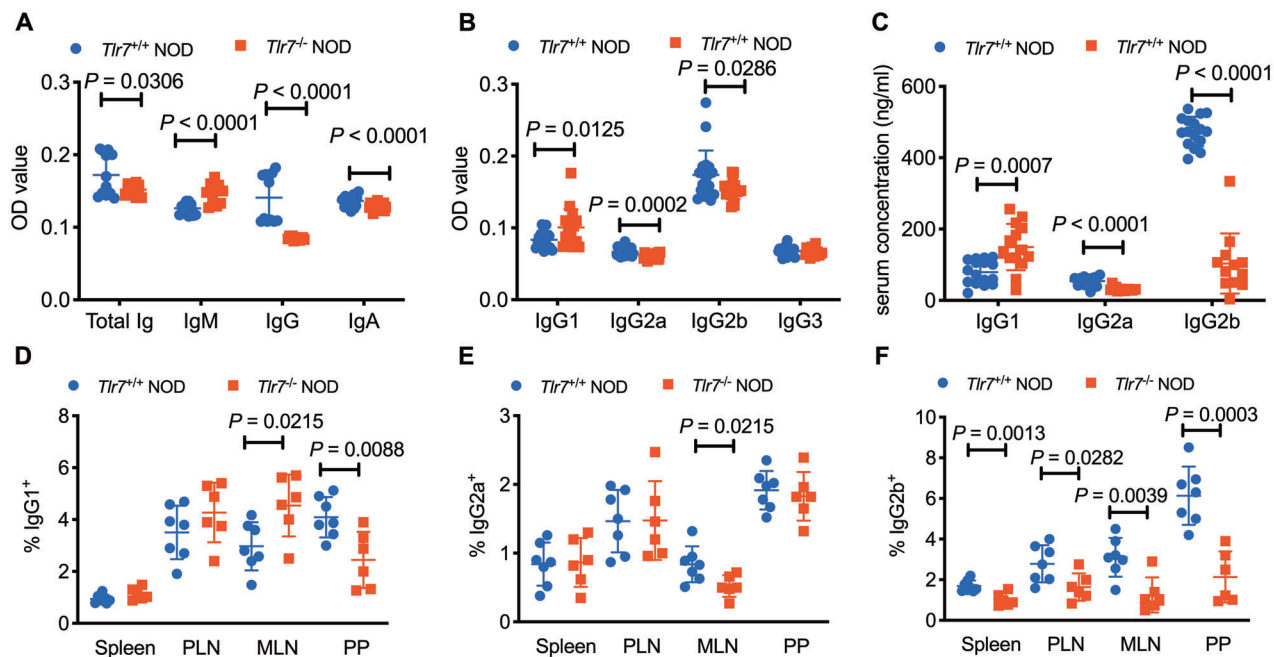 A
Tlr7+/+ NOD
Tlr7-/- NOD
OD value
0.3
0.2
0.1
0.0
P = 0.0306
P < 0.0001
P < 0.0001
P < 0.0001
Total Ig
IgM
IgG
IgA
B
Tlr7+/+ NOD
Tlr7+/+ NOD
OD value
0.3
0.2
0.1
0.0
P = 0.0125
P = 0.0002
P = 0.0286
IgG1
IgG2a
IgG2b
IgG3
C
Tlr7+/+ NOD
Tlr7+/+ NOD
serum concentration (ng/ml)
600
400
200
0
P = 0.0007
P < 0.0001
P < 0.0001
IgG1
IgG2a
IgG2b
D
Tlr7+/+ NOD
Tlr7-/- NOD
% IgG1+
8
6
4
2
0
P = 0.0215
P = 0.0088
Spleen
PLN
MLN
PP
E
Tlr7+/+ NOD
Tlr7-/- NOD
% IgG2a+
3
2
1
0
P = 0.0215
Spleen
PLN
MLN
PP
F
Tlr7+/+ NOD
Tlr7-/- NOD
% IgG2b+
10
8
6
4
2
0
P = 0.0013
P = 0.0282
P = 0.0039
P = 0.0003
Spleen
PLN
MLN
PP